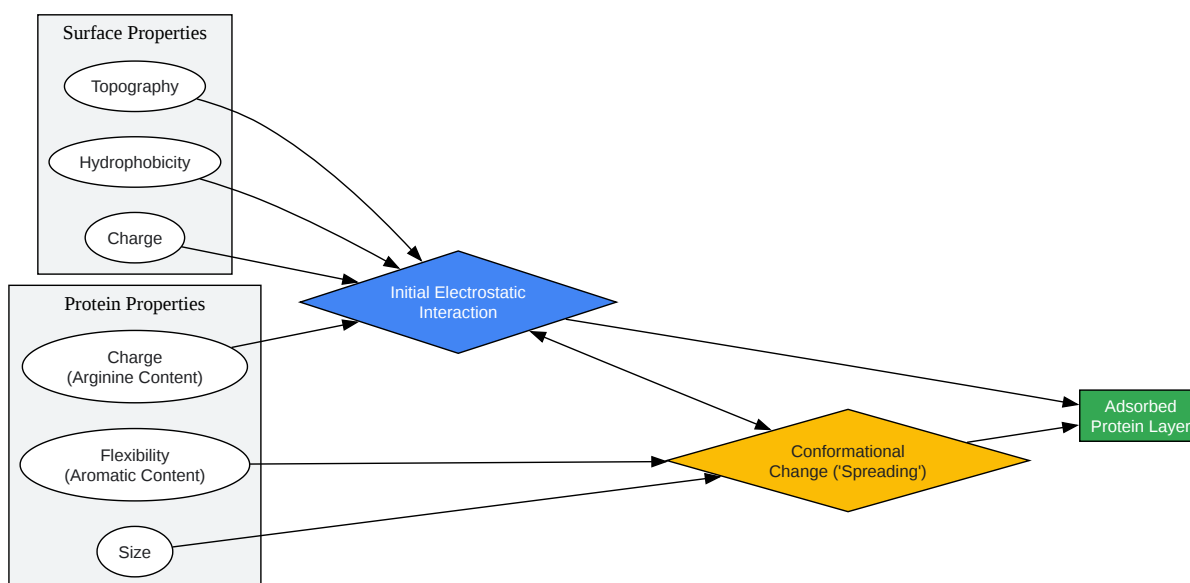 Surface Properties
Topography
Hydrophobicity
Charge
Protein Properties
Charge
(Arginine Content)
Flexibility
(Aromatic Content)
Size
Initial Electrostatic
Interaction
Conformational
Change ('Spreading')
Adsorbed
Protein Layer